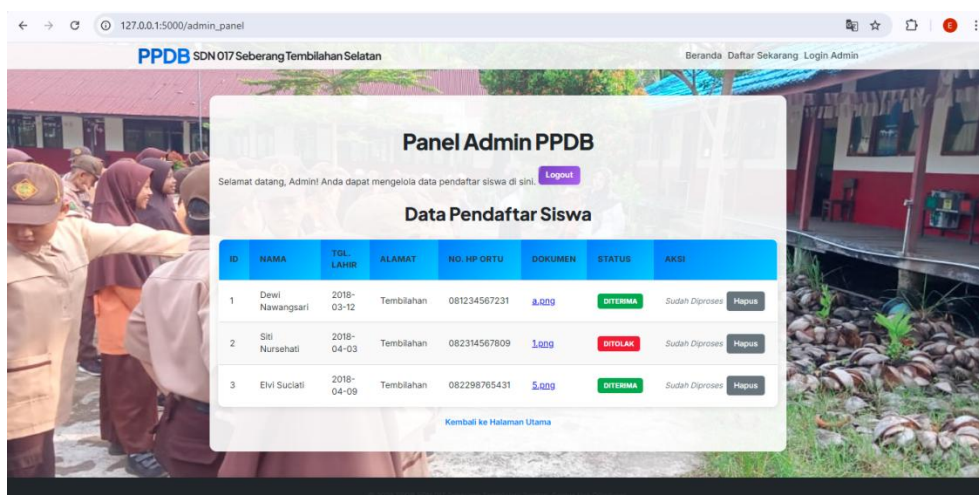 127.0.0.1:5000/admin_panel
E
PPDB SDN 017 Seberang Tembilahan Selatan
Beranda Daftar Sekarang Login Admin
Panel Admin PPDB
Selamat datang, Admin! Anda dapat mengelola data pendaftar siswa di sini. Logout
Data Pendaftar Siswa
ID NAMA TGL. LAHIR ALAMAT NO. HP ORTU DOKUMEN STATUS AKSI
1 Dewi Nawangsari 2018-03-12 Tembilahan 081234567231 a.png DITERIMA Sudah Diproses Hapus
2 Siti Nursehati 2018-04-03 Tembilahan 082314567809 1.png DITOLAK Sudah Diproses Hapus
3 Elvi Suciati 2018-04-09 Tembilahan 082298765431 5.png DITERIMA Sudah Diproses Hapus
Kembali ke Halaman Utama